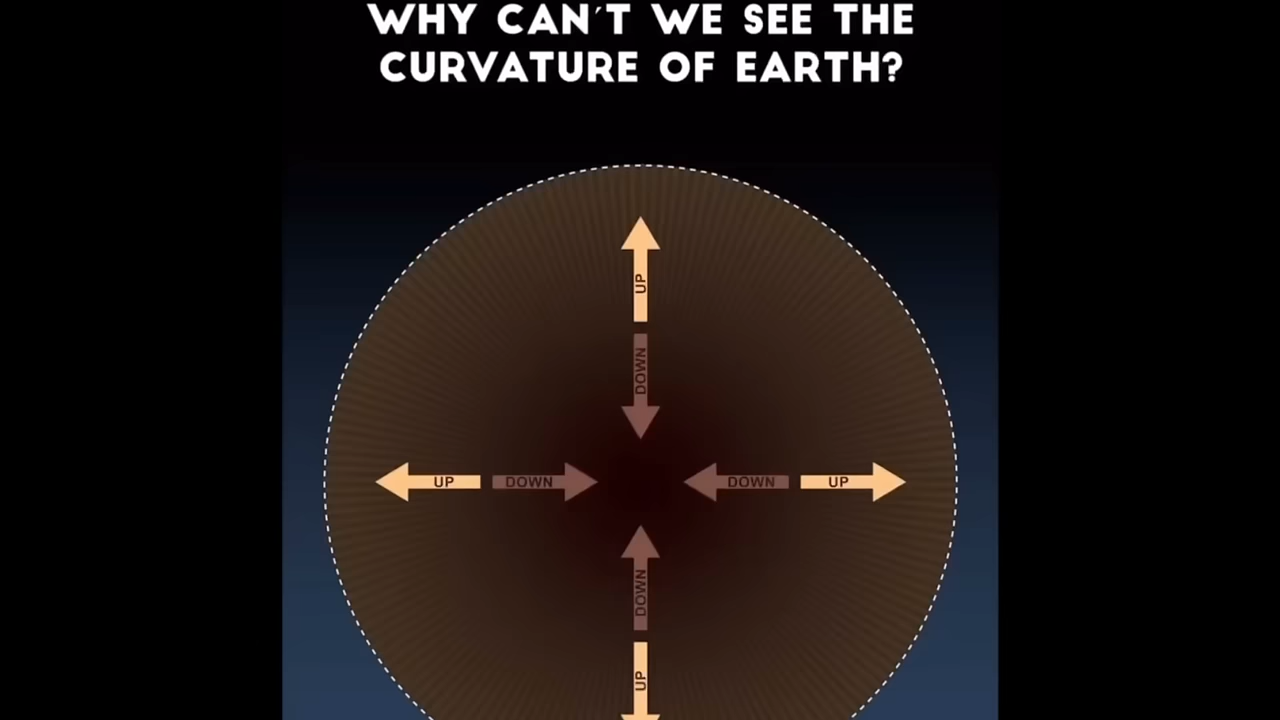 WHY CAN´T WE SEE THE
CURVATURE OF EARTH?
UP
DOWN
UP DOWN DOWN UP
DOWN
UP